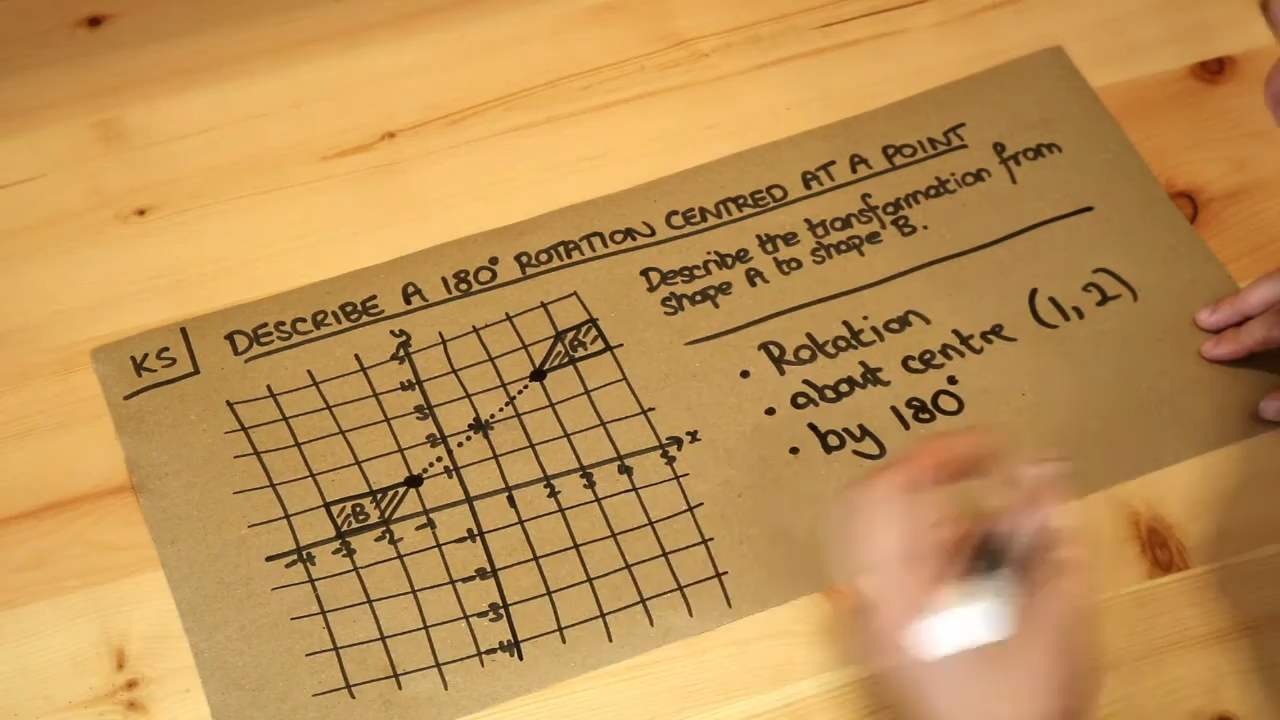 KS
DESCRIBE A 180° ROTATION CENTRED AT A POINT
Describe the transformation from
shape A to shape B.
• Rotation
• about centre (1,2)
• by 180°
y
5
4
3
2
1
-1
-2
-3
-4
-4 -3 -2 -1 1 2 3 4 5 x
A
B